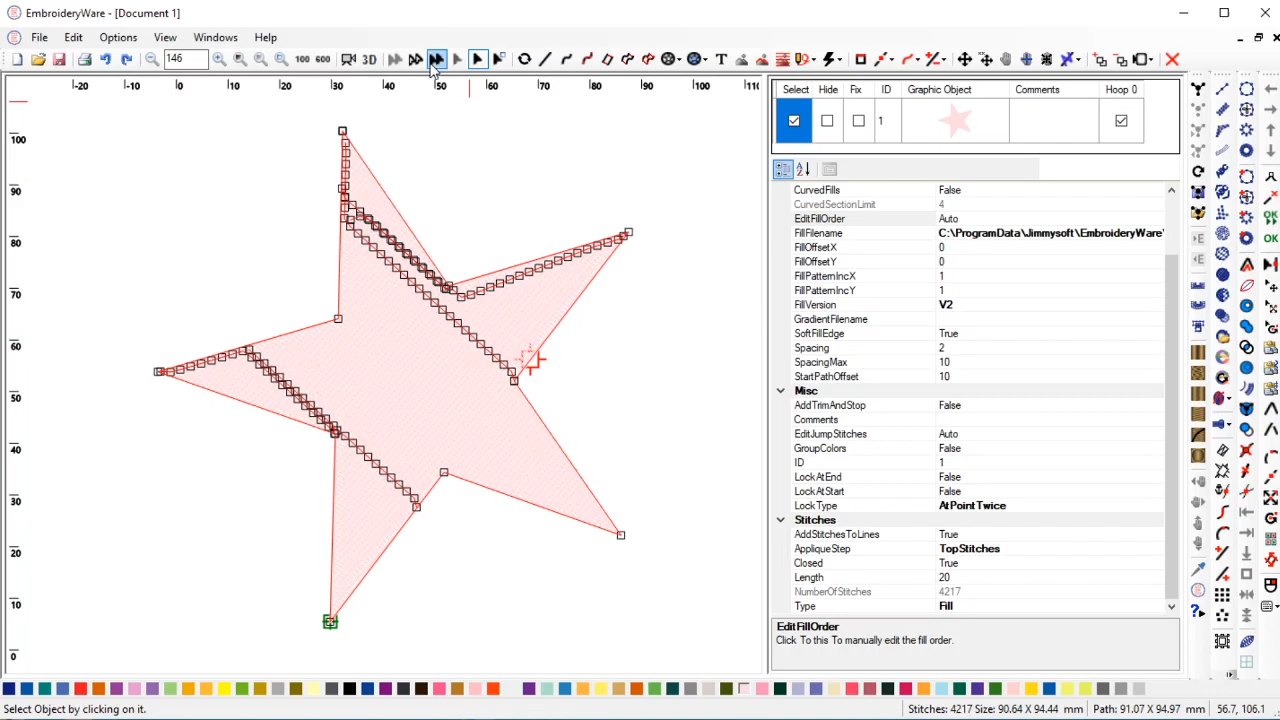 EmbroideryWare - [Document 1]
File Edit Options View Windows Help
146 100 600 3D T
-20 -10 0 10 20 30 40 50 60 70 80 90 100 110
100
90
80
70
60
50
40
30
20
10
0
Select Hide Fix ID Graphic Object Comments Hoop 0
1
CurvedFills False
CurvedSectionLimit 4
EditFillOrder Auto
FillFilename C:\ProgramData\Jimmysoft\EmbroideryWare'
FillOffsetX 0
FillOffsetY 0
FillPatternIncX 1
FillPatternIncY 1
FillVersion V2
GradientFilename
SoftFillEdge True
Spacing 2
SpacingMax 10
StartPathOffset 10
Misc
AddTrimAndStop False
Comments
EditJumpStitches Auto
GroupColors False
ID 1
LockAtEnd False
LockAtStart False
LockType AtPointTwice
Stitches
AddStitchesToLines True
AppliqueStep TopStitches
Closed True
Length 20
NumberOfStitches 4217
Type Fill
EditFillOrder
Click To this To manually edit the fill order.
Select Object by clicking on it. Stitches: 4217 Size: 90.64 X 94.44 mm Path: 91.07 X 94.97 mm 56.7, 106.1